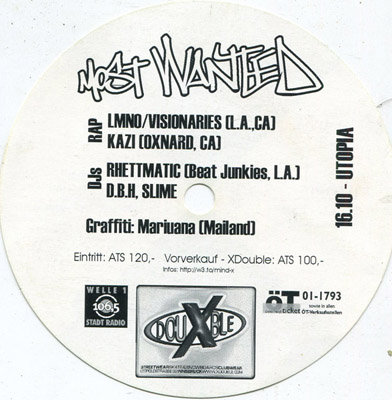 MOST WANTED
RAP
LMNO/VISIONARIES (L.A.,CA)
KAZI (OXNARD, CA)
DJs
RHETTMATIC (Beat Junkies, L.A.)
D.B.H, SLIME
Graffiti: Mariuana (Mailand)
16.10 - UTOPIA
Eintritt: ATS 120,-   Vorverkauf - XDouble: ATS 100,-
Infos: http://w3.to/mind-x
WELLE 1
106,5
STADT RADIO
DOUXBLE
öT 01-1793
sowie in allen
ticket öT-Verkaufsstellen